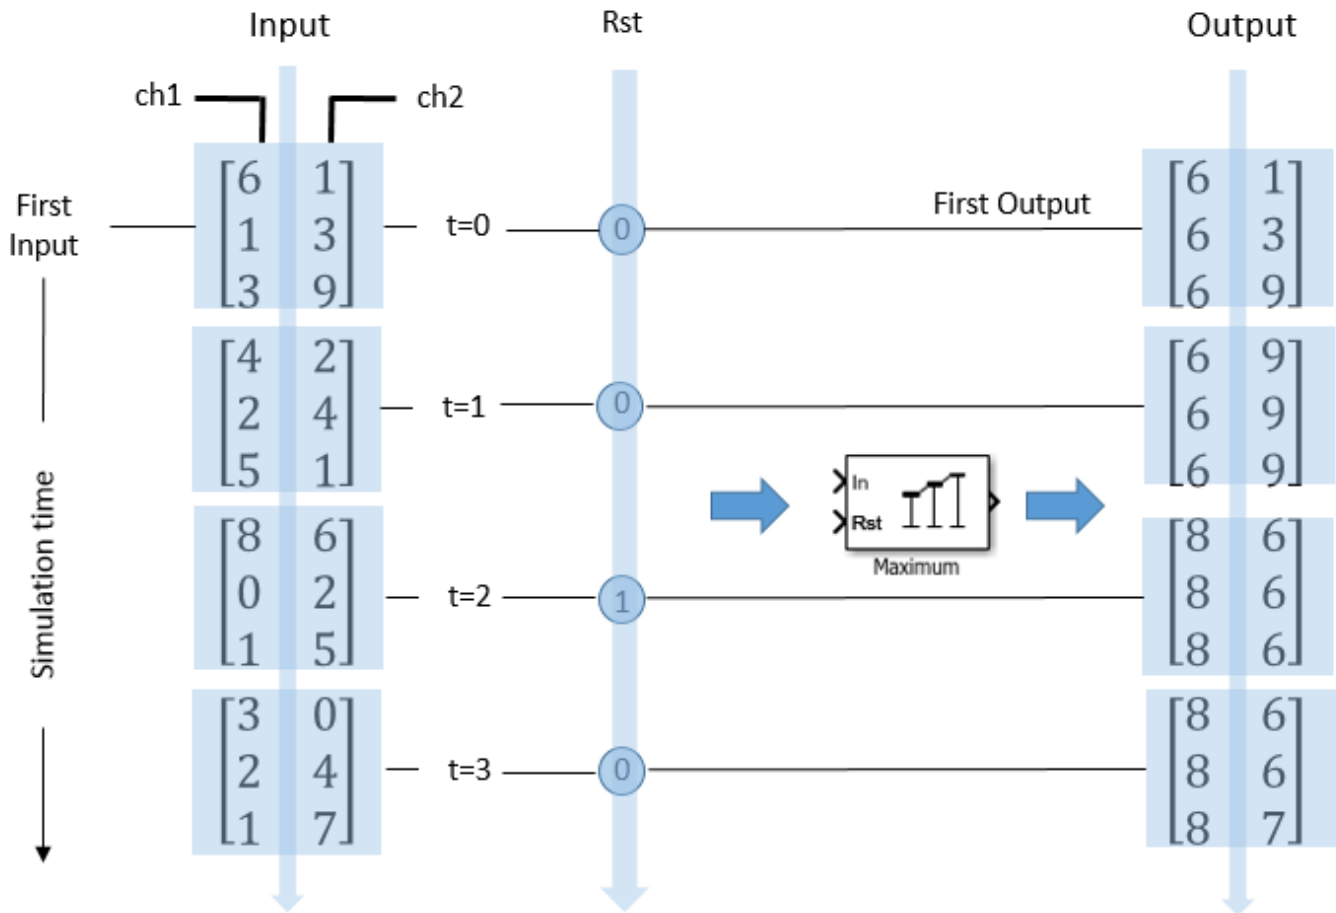 Input Rst Output
ch1 ch2
First Input
Simulation time
[6 1]
[1 3]
[3 9]
t=0
0
First Output
[6 1]
[6 3]
[6 9]
[4 2]
[2 4]
[5 1]
t=1
0
[6 9]
[6 9]
[6 9]
In
Rst
Maximum
[8 6]
[0 2]
[1 5]
t=2
1
[8 6]
[8 6]
[8 6]
[3 0]
[2 4]
[1 7]
t=3
0
[8 6]
[8 6]
[8 7]